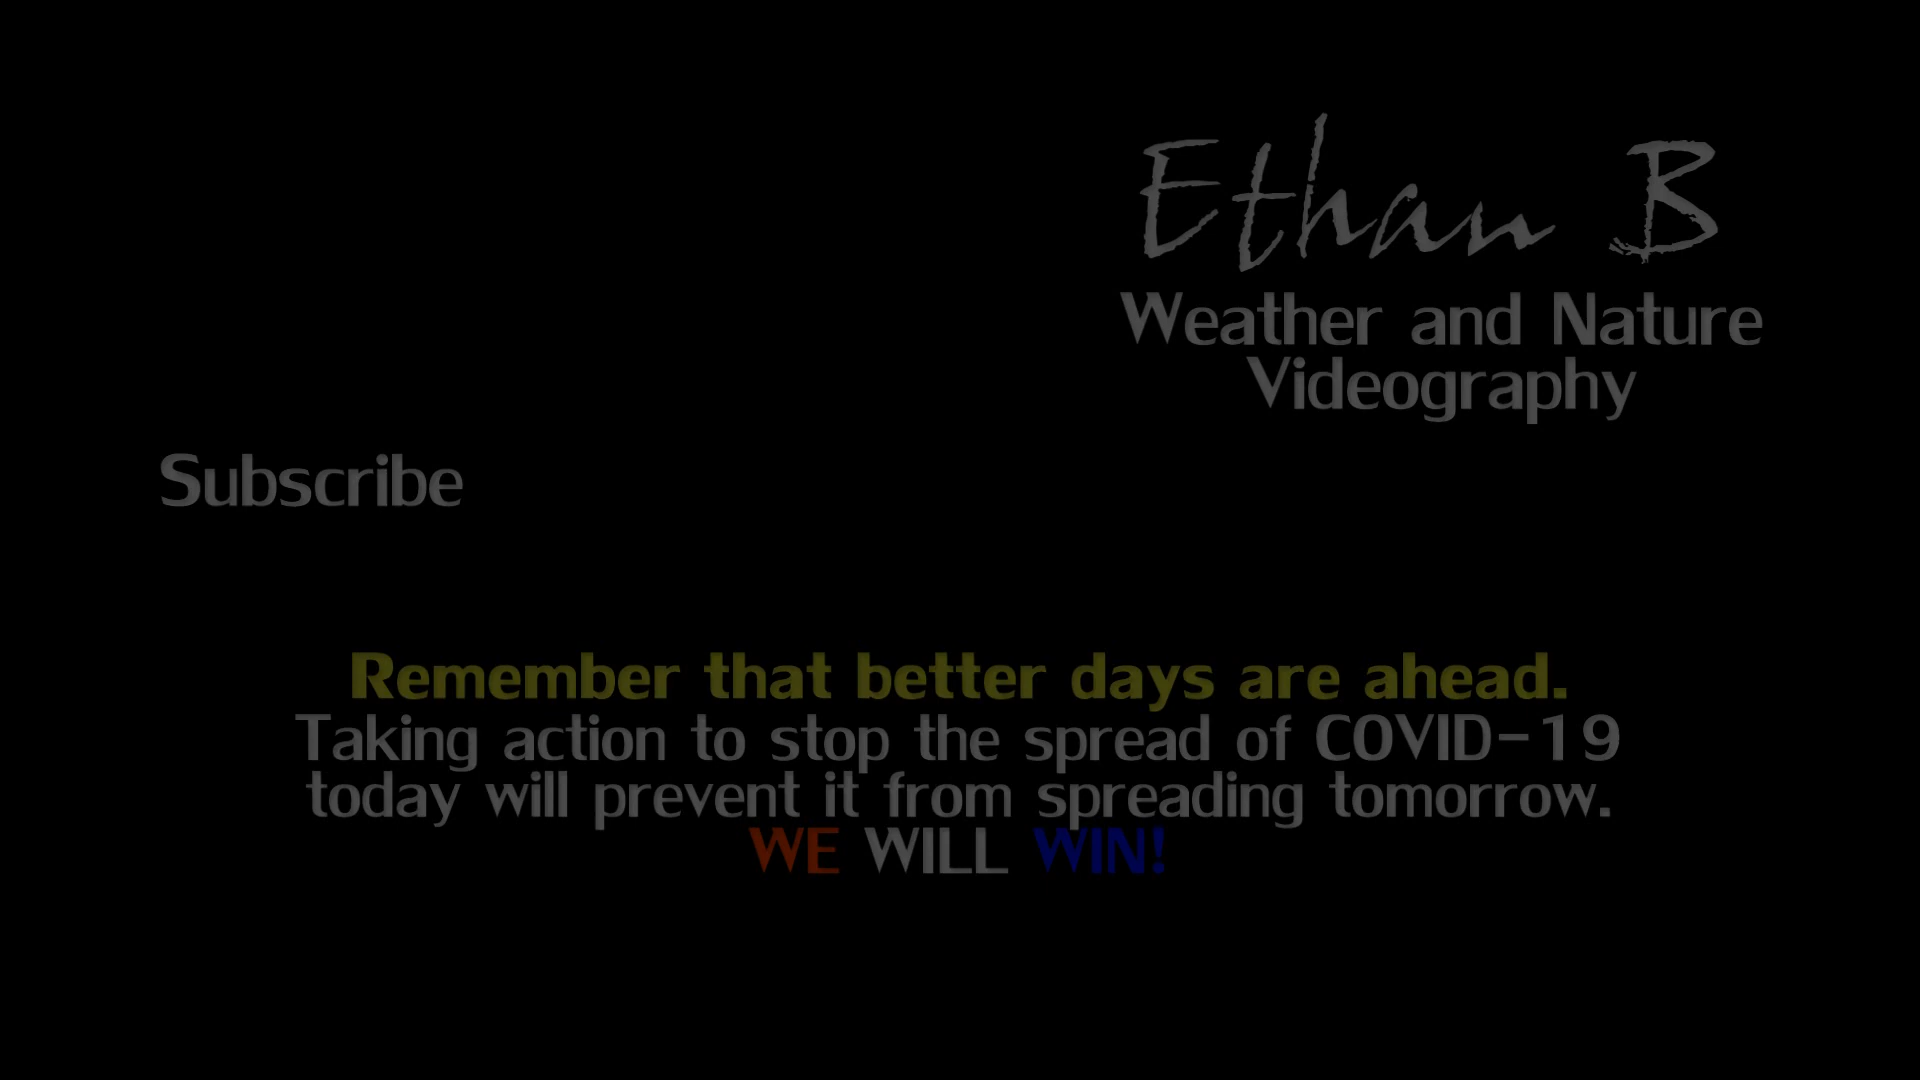 Ethan B
Weather and Nature
Videography
Subscribe
Remember that better days are ahead.
Taking action to stop the spread of COVID-19
today will prevent it from spreading tomorrow.
WE WILL WIN!